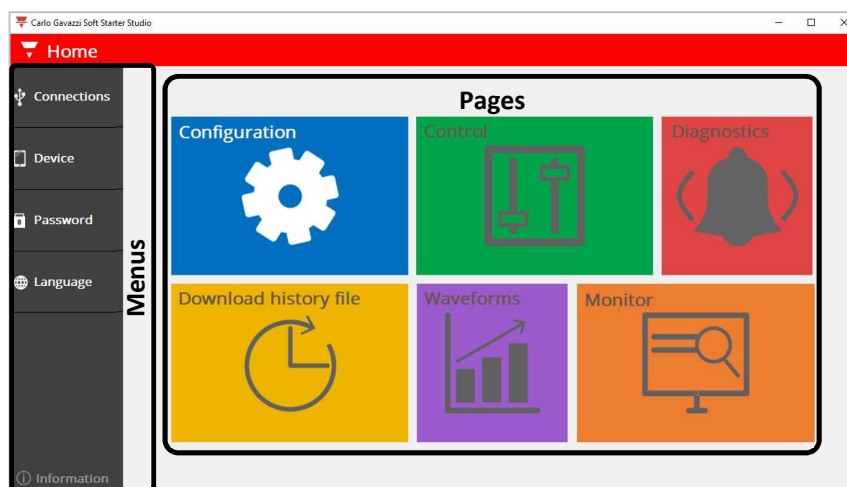 Carlo Gavazzi Soft Starter Studio
Home
Connections
Device
Password
Language
Information
Menus
Pages
Configuration
Control
Diagnostics
Download history file
Waveforms
Monitor